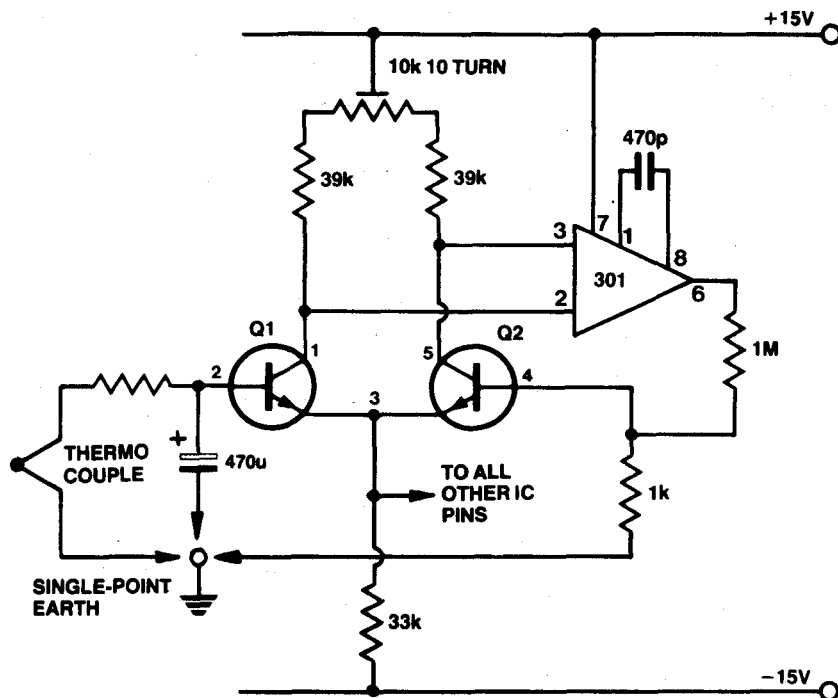 +15V
10k 10 TURN
470p
39k
39k
3
7
1
8
301
2
6
Q1
Q2
1M
1
5
2
3
4
+
THERMO
COUPLE
470u
TO ALL
OTHER IC
PINS
1k
SINGLE-POINT
EARTH
33k
−15V